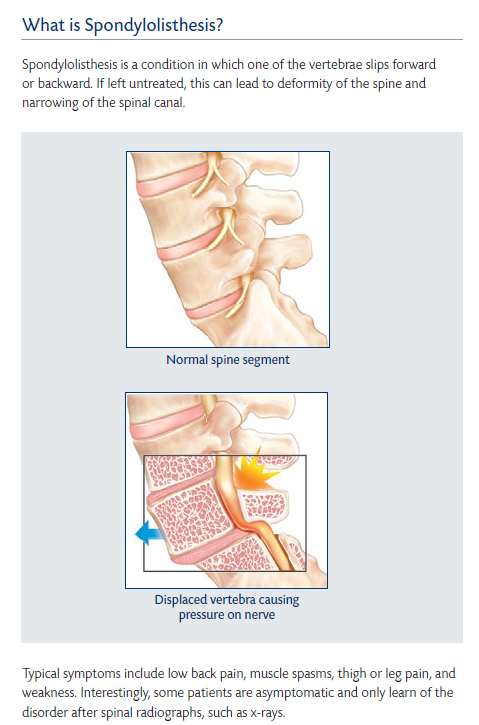 What is Spondylolisthesis?
Spondylolisthesis is a condition in which one of the vertebrae slips forward
or backward. If left untreated, this can lead to deformity of the spine and
narrowing of the spinal canal.
Normal spine segment
Displaced vertebra causing
pressure on nerve
Typical symptoms include low back pain, muscle spasms, thigh or leg pain, and
weakness. Interestingly, some patients are asymptomatic and only learn of the
disorder after spinal radiographs, such as x-rays.